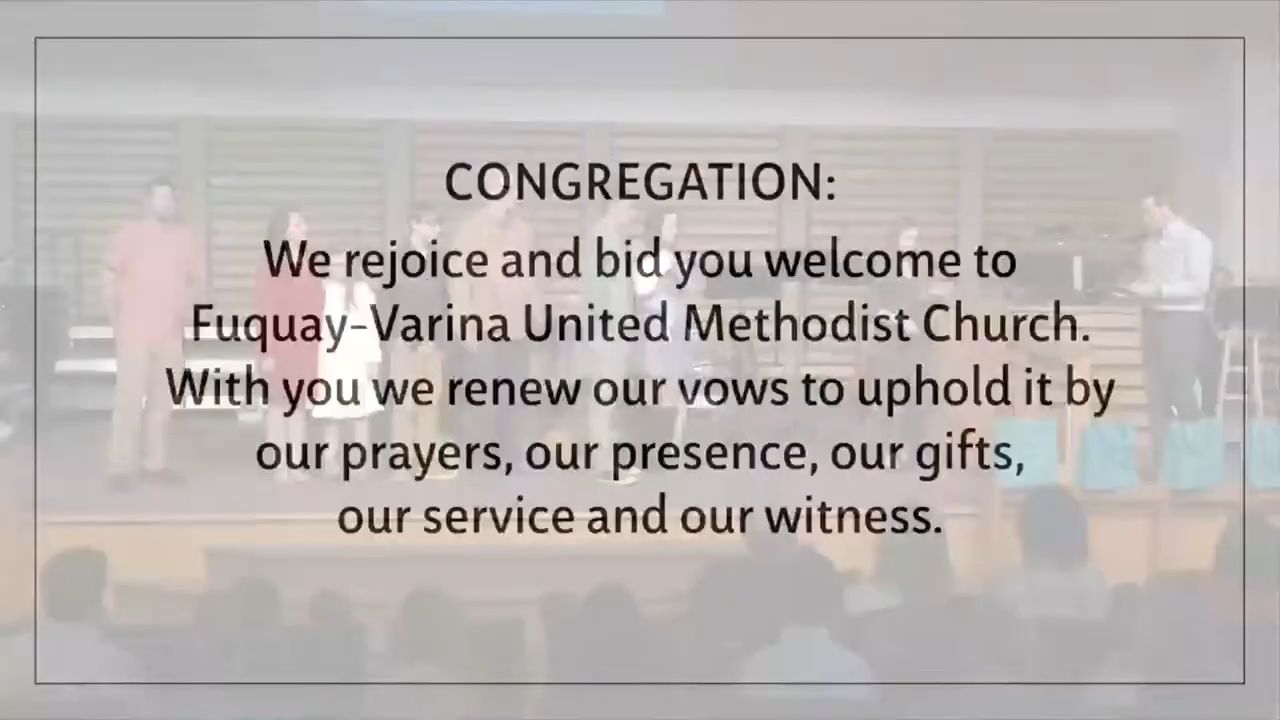 CONGREGATION:
We rejoice and bid you welcome to
Fuquay-Varina United Methodist Church.
With you we renew our vows to uphold it by
our prayers, our presence, our gifts,
our service and our witness.